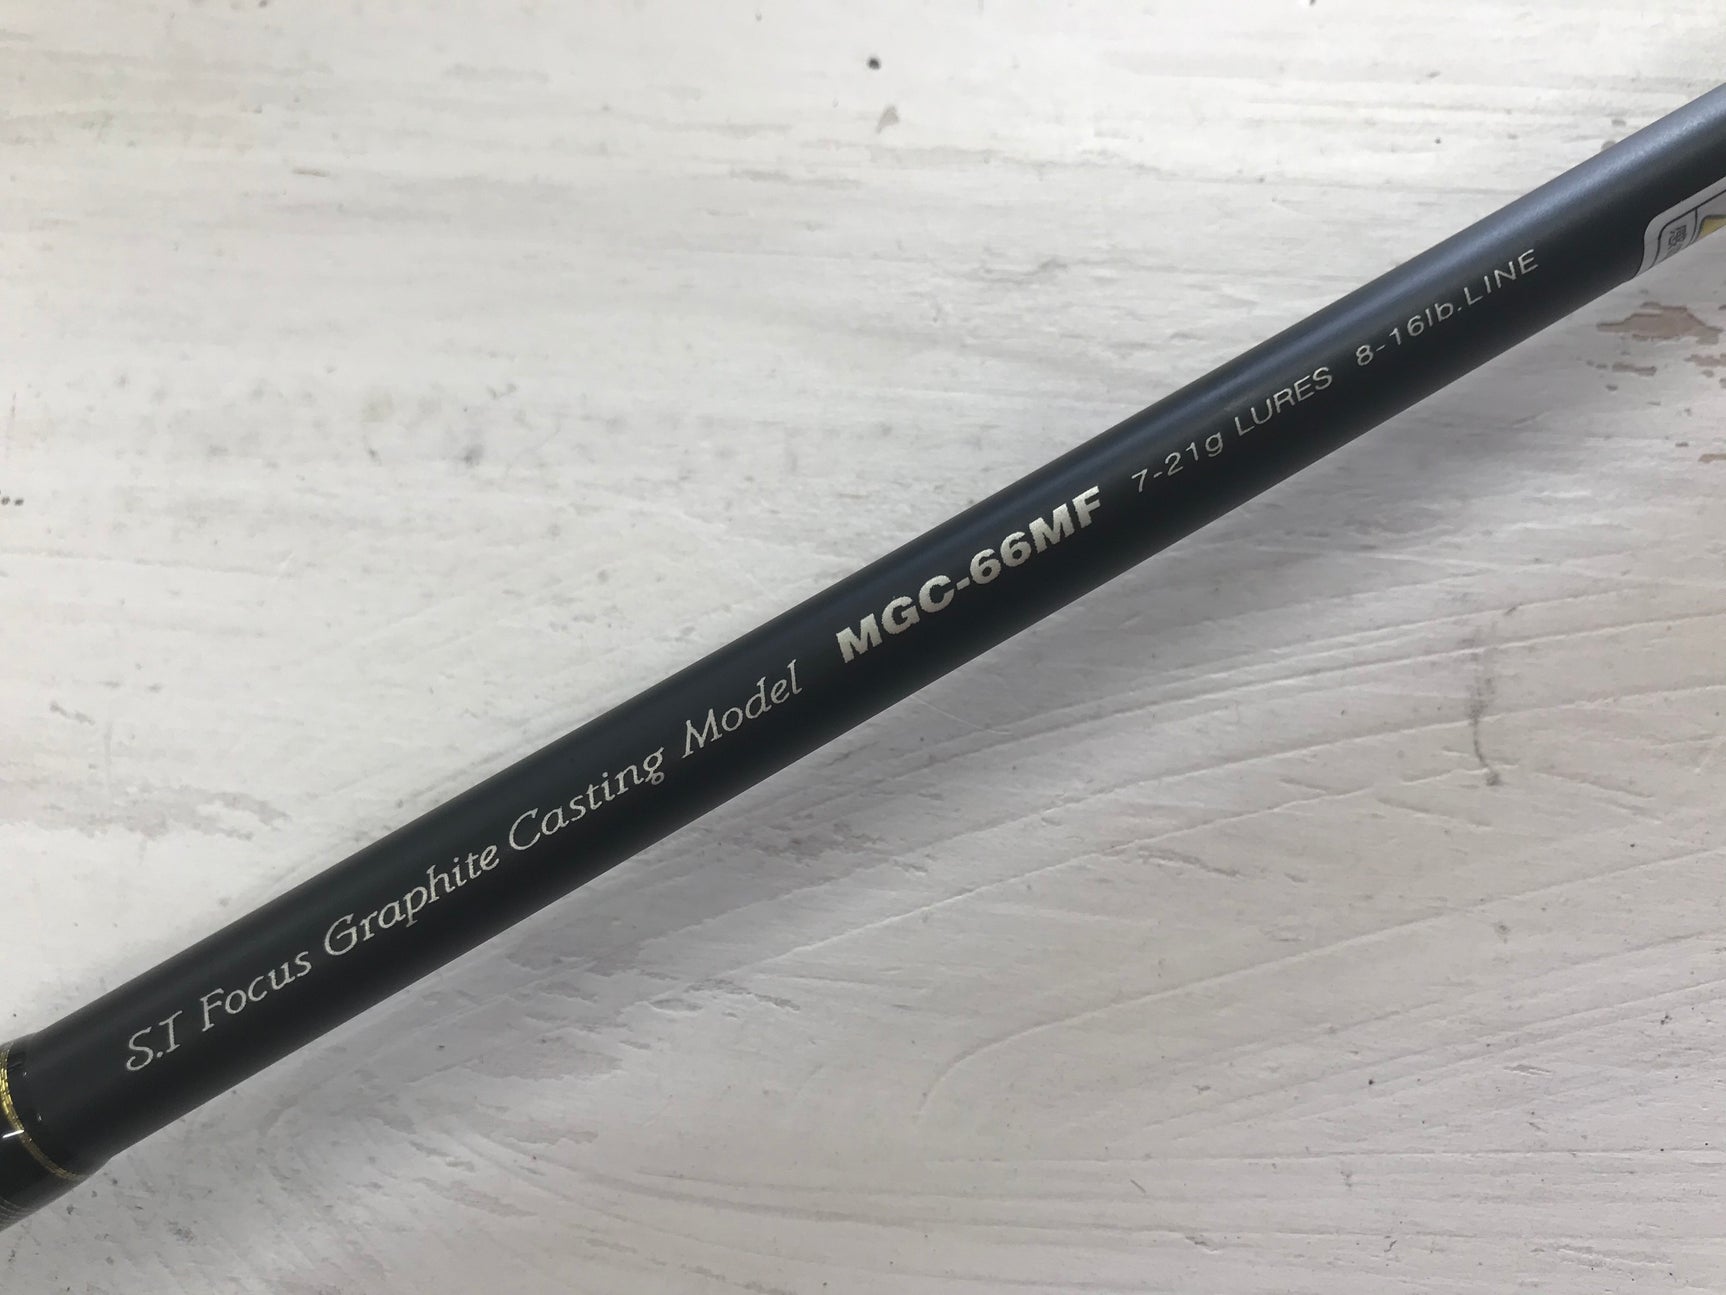 S.I Focus Graphite Casting Model MGC-66MF 7-21g LURES 8-16lb.LINE